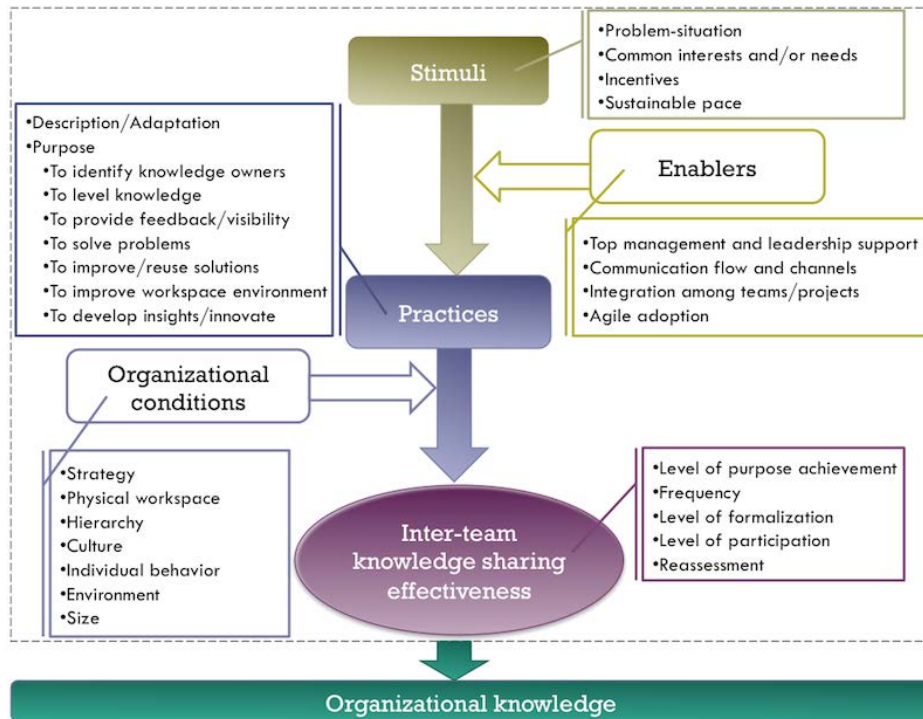 Stimuli
•Problem-situation
•Common interests and/or needs
•Incentives
•Sustainable pace
•Description/Adaptation
•Purpose
•To identify knowledge owners
•To level knowledge
•To provide feedback/visibility
•To solve problems
•To improve/reuse solutions
•To improve workspace environment
•To develop insights/innovate
Enablers
•Top management and leadership support
•Communication flow and channels
•Integration among teams/projects
•Agile adoption
Practices
Organizational
conditions
•Strategy
•Physical workspace
•Hierarchy
•Culture
•Individual behavior
•Environment
•Size
Inter-team
knowledge sharing
effectiveness
•Level of purpose achievement
•Frequency
•Level of formalization
•Level of participation
•Reassessment
Organizational knowledge